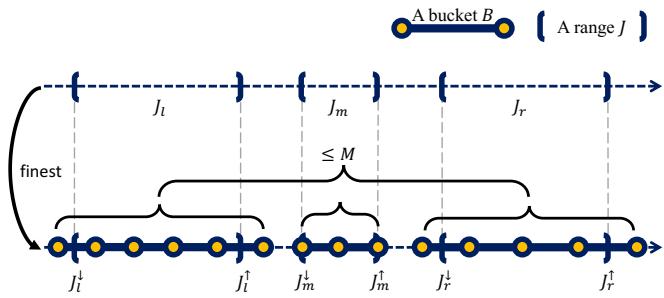 A bucket B
A range J
J_l
J_m
J_r
≤ M
finest
J_l^↓
J_l^↑
J_m^↓
J_m^↑
J_r^↓
J_r^↑